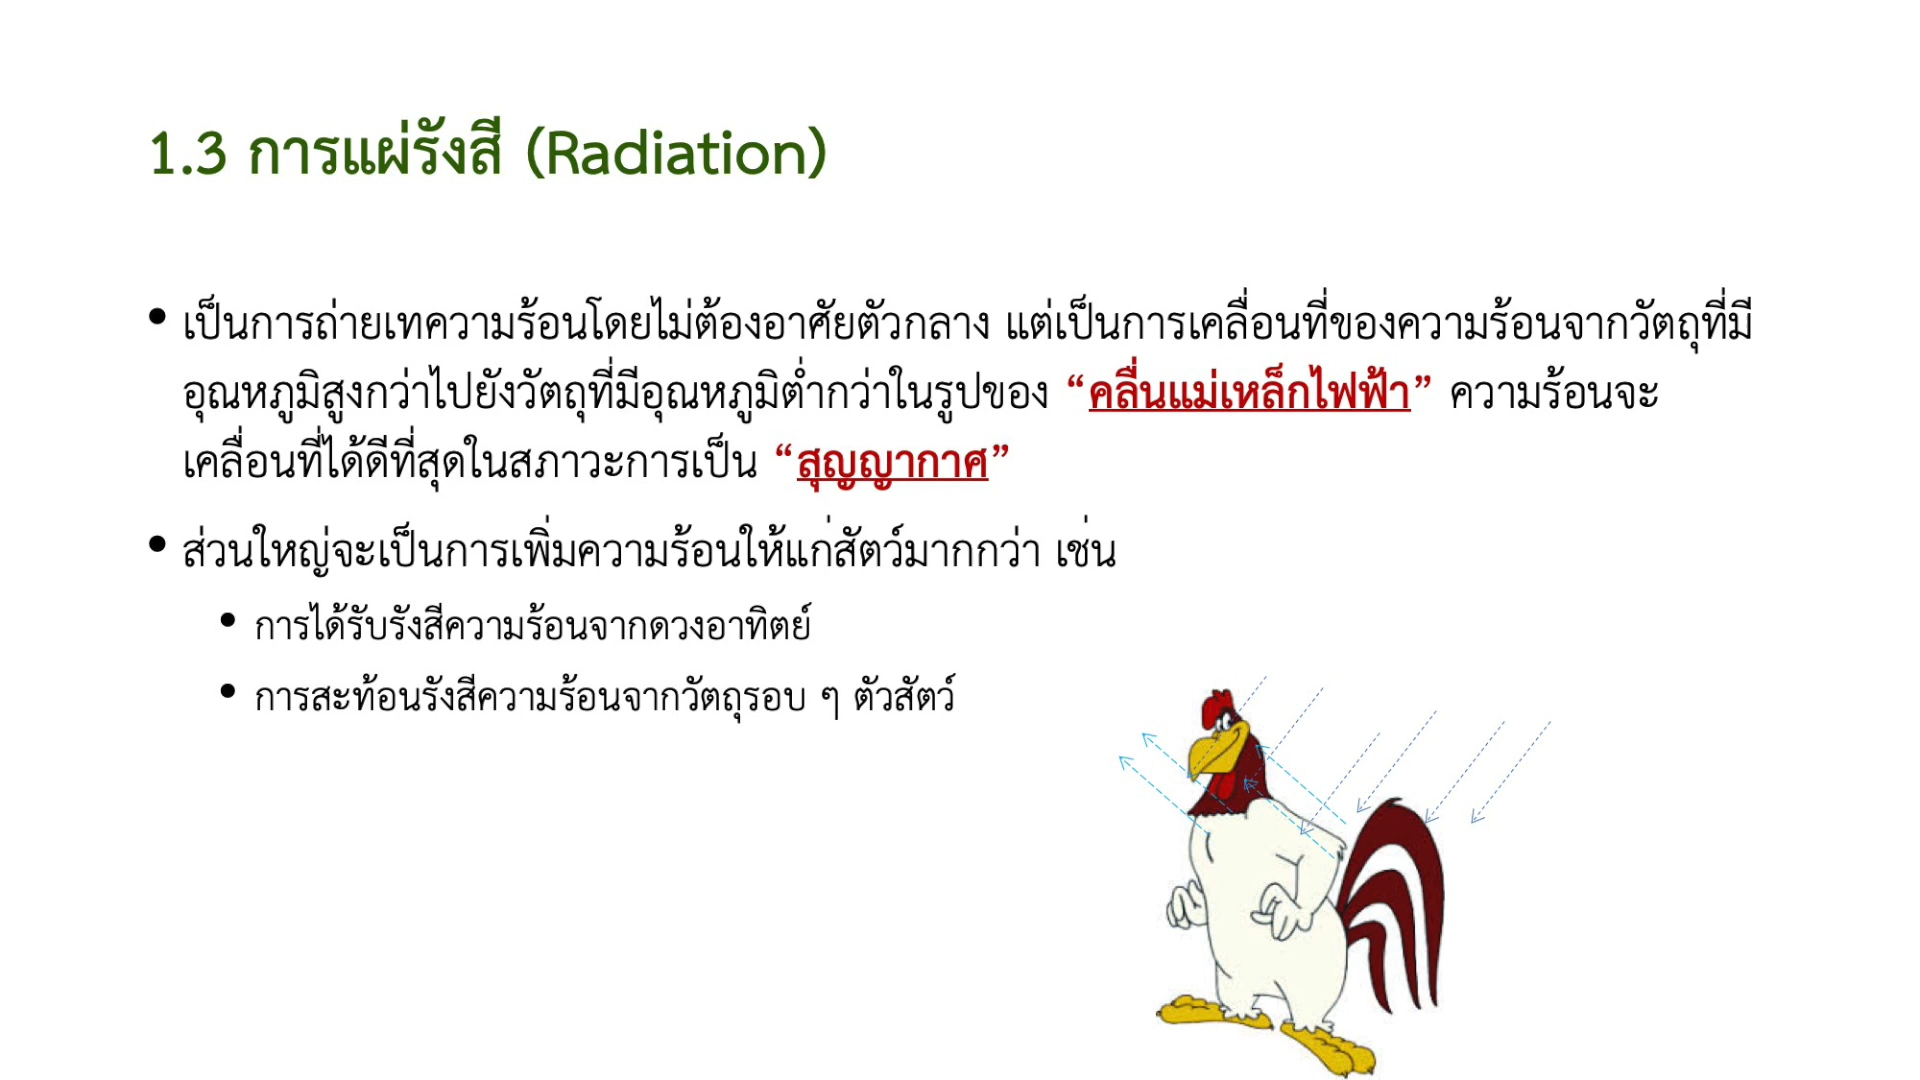 1.3 การแผ่รังสี (Radiation)
• เป็นการถ่ายเทความร้อนโดยไม่ต้องอาศัยตัวกลาง แต่เป็นการเคลื่อนที่ของความร้อนจากวัตถุที่มี
อุณหภูมิสูงกว่าไปยังวัตถุที่มีอุณหภูมิต่ำกว่าในรูปของ “คลื่นแม่เหล็กไฟฟ้า” ความร้อนจะ
เคลื่อนที่ได้ดีที่สุดในสภาวะการเป็น “สุญญากาศ”
• ส่วนใหญ่จะเป็นการเพิ่มความร้อนให้แก่สัตว์มากกว่า เช่น
• การได้รับรังสีความร้อนจากดวงอาทิตย์
• การสะท้อนรังสีความร้อนจากวัตถุรอบ ๆ ตัวสัตว์